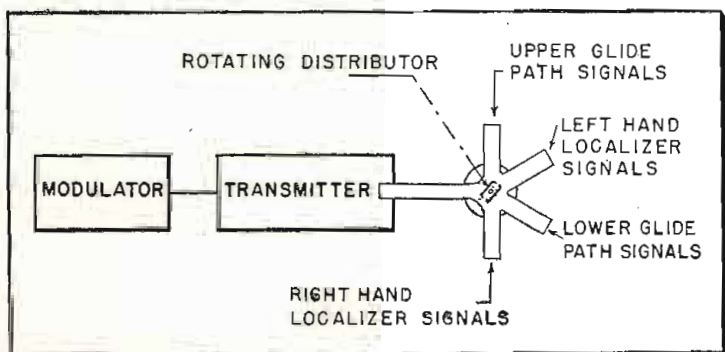 ROTATING DISTRIBUTOR
UPPER GLIDE
PATH SIGNALS
LEFT HAND
LOCALIZER
SIGNALS
MODULATOR
TRANSMITTER
LOWER GLIDE
PATH SIGNALS
RIGHT HAND
LOCALIZER SIGNALS